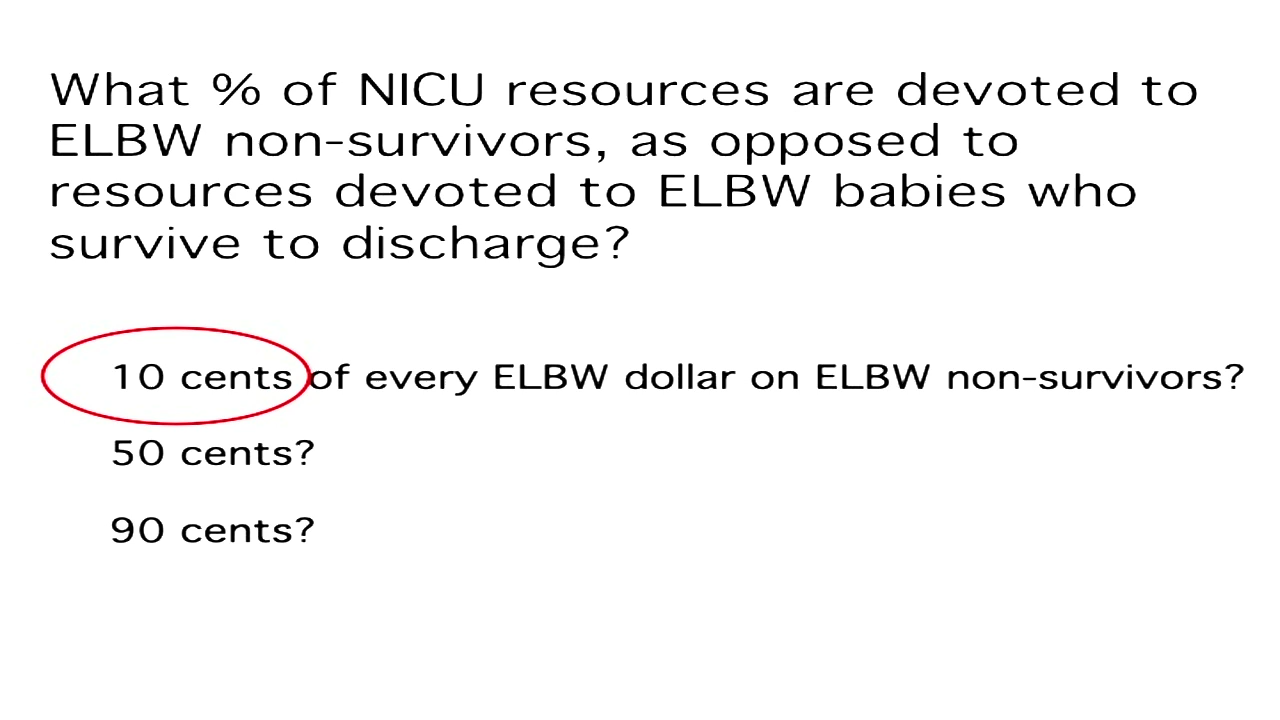 What % of NICU resources are devoted to
ELBW non-survivors, as opposed to
resources devoted to ELBW babies who
survive to discharge?
10 cents of every ELBW dollar on ELBW non-survivors?
50 cents?
90 cents?